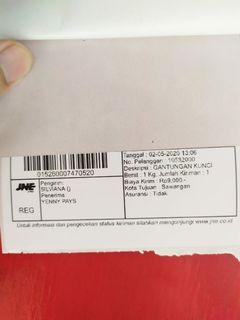 015260007470520
JNE
REG
Pengirim
SILVIANA ()
Penerima
YENNY PAYS
Tanggal : 02-05-2020 13:06
No. Pelanggan : 10532000
Deskripsi : GANTUNGAN KUNCI
Berat : 1 Kg, Jumlah Kiriman : 1
Biaya Kirim : Rp9,000.-
Kota Tujuan : Sawangan
Asuransi : Tidak
Untuk informasi dan pengecekan status kiriman silahkan mengunjungi www.jne.co.id